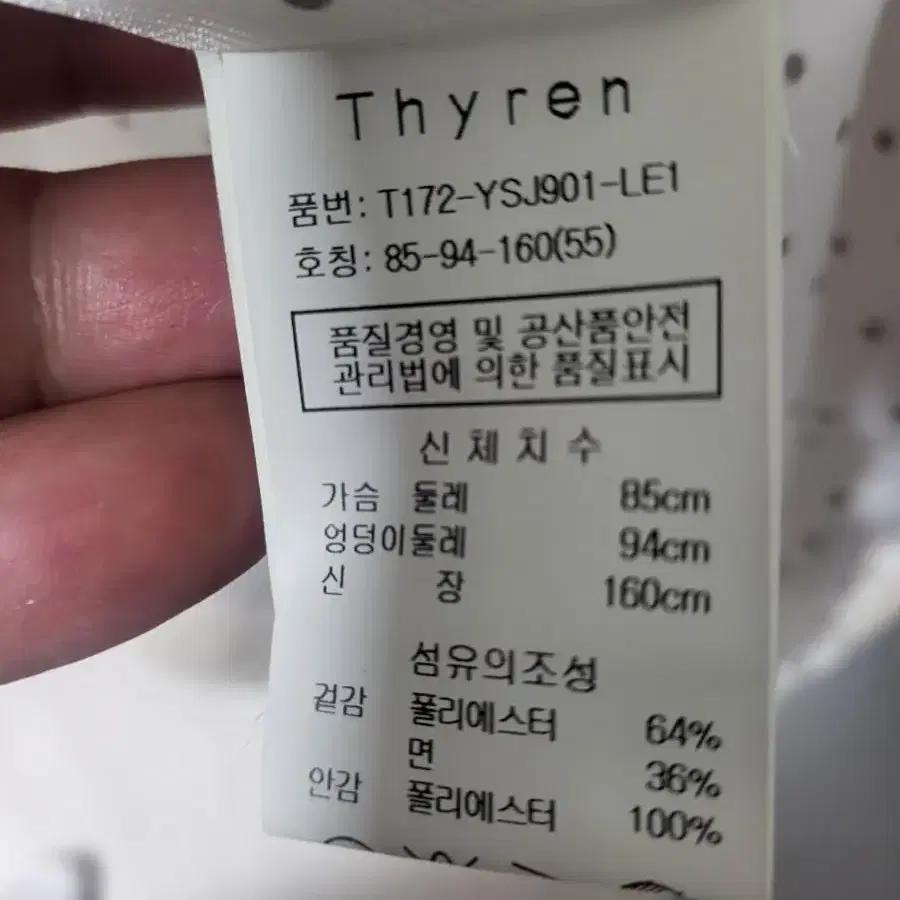 Thyren
품번: T172-YSJ901-LE1
호칭: 85-94-160(55)
품질경영 및 공산품안전
관리법에 의한 품질표시
신 체 치 수
가슴 둘레 85cm
엉덩이둘레 94cm
신 장 160cm
섬유의조성
겉감 폴리에스터 64%
면 36%
안감 폴리에스터 100%